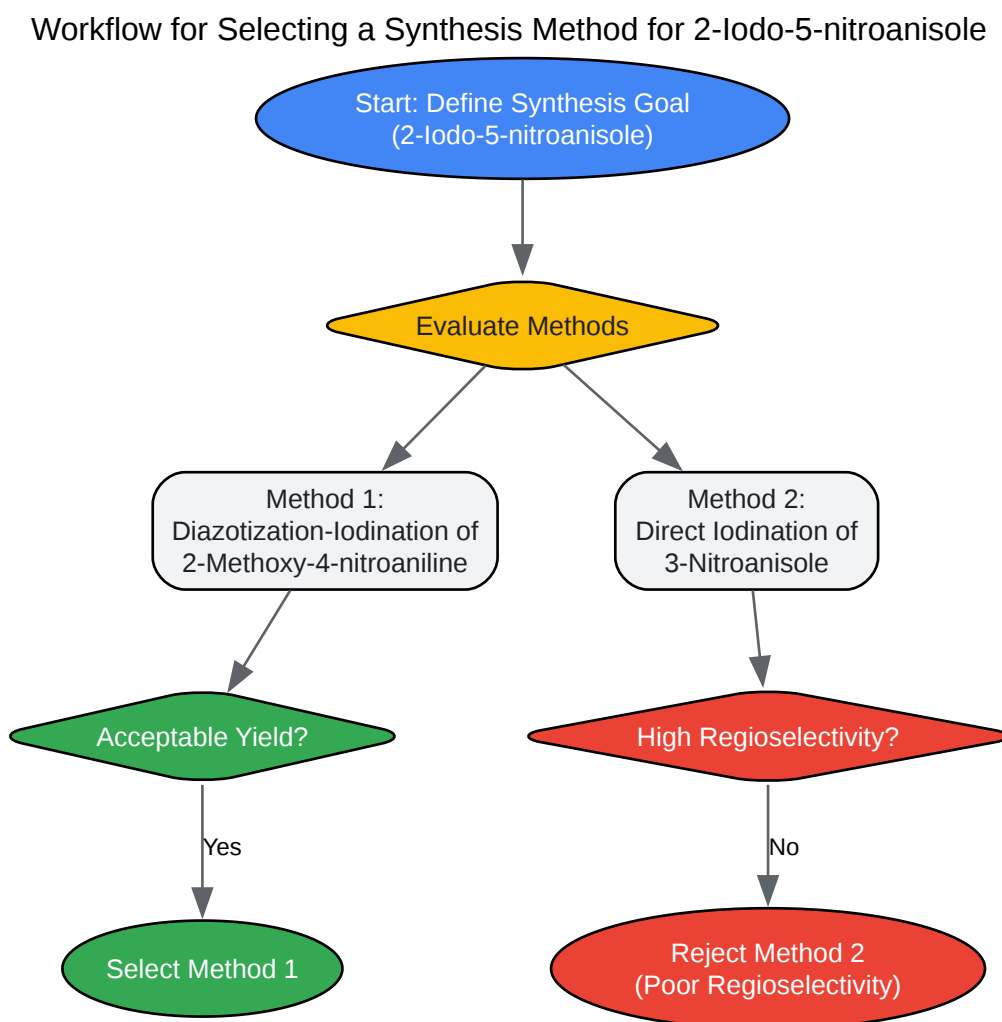 Workflow for Selecting a Synthesis Method for 2-Iodo-5-nitroanisole
Start: Define Synthesis Goal
(2-Iodo-5-nitroanisole)
Evaluate Methods
Method 1:
Diazotization-Iodination of
2-Methoxy-4-nitroaniline
Method 2:
Direct Iodination of
3-Nitroanisole
Acceptable Yield?
High Regioselectivity?
Yes
No
Select Method 1
Reject Method 2
(Poor Regioselectivity)